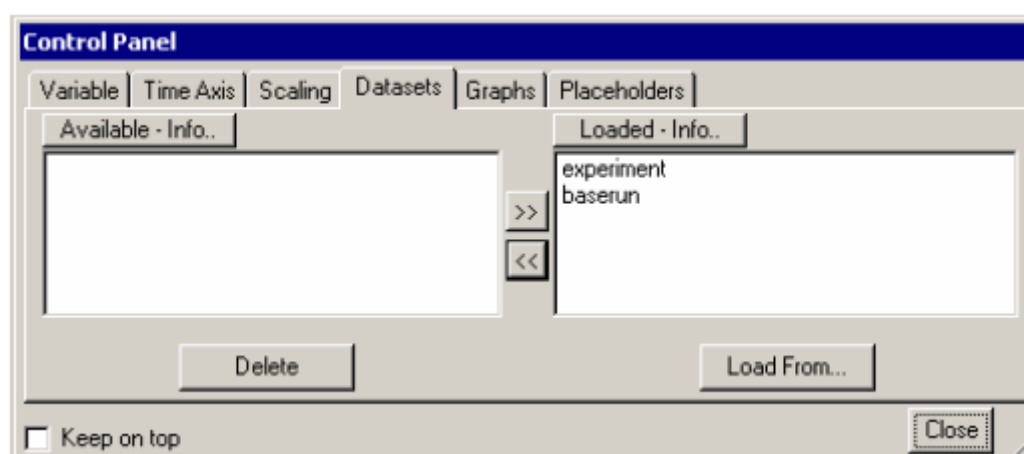 Control Panel
Variable Time Axis Scaling Datasets Graphs Placeholders
Available - Info.. Loaded - Info..
experiment
baserun
>>
<<
Delete Load From...
Keep on top Close